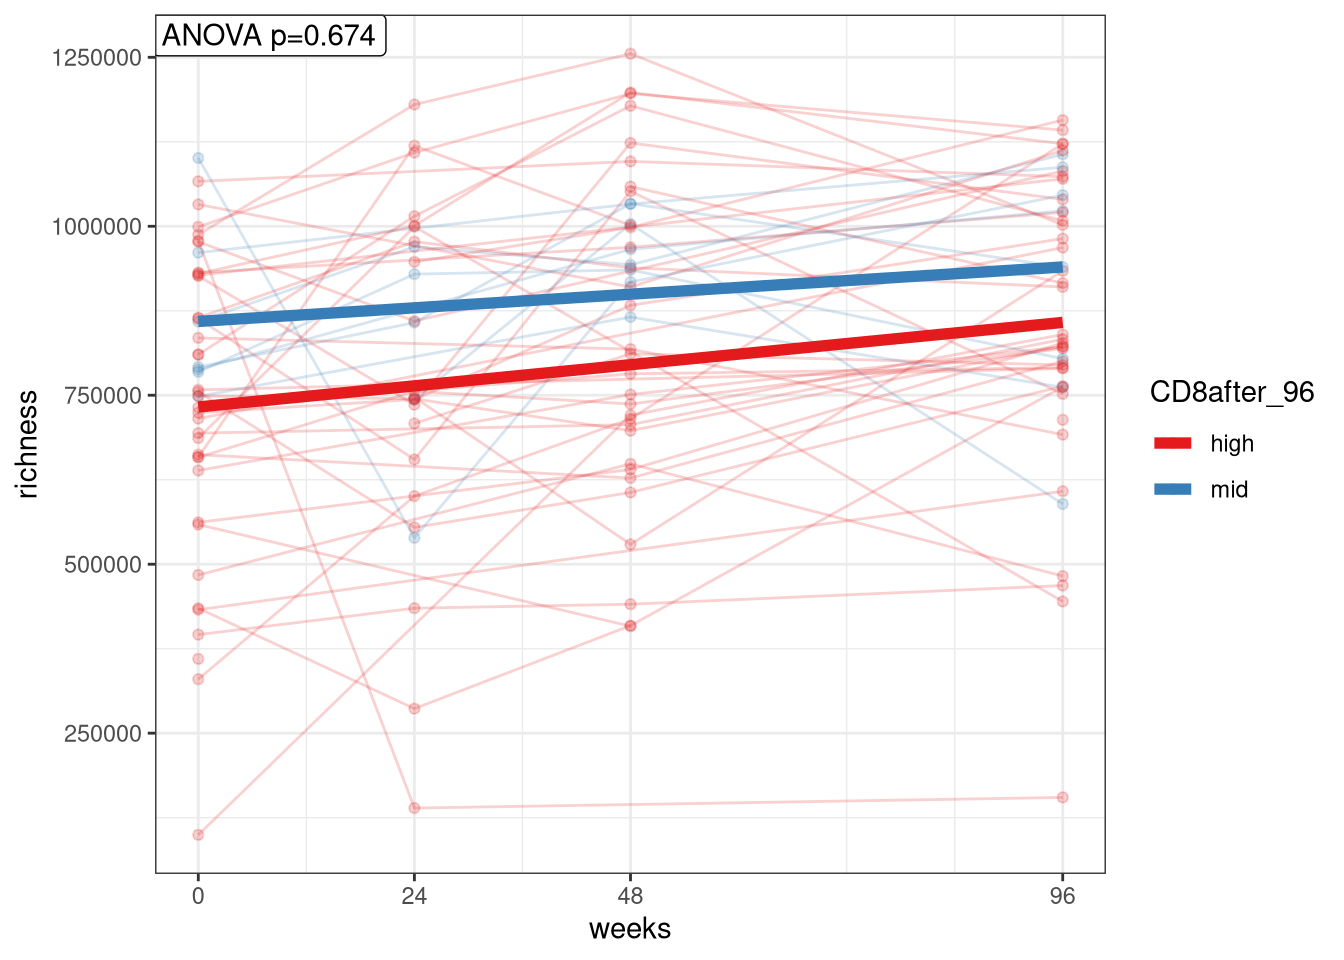 ANOVA p=0.674
1250000
1000000
750000
500000
250000
richness
0 24 48 96
weeks
CD8after_96
high
mid